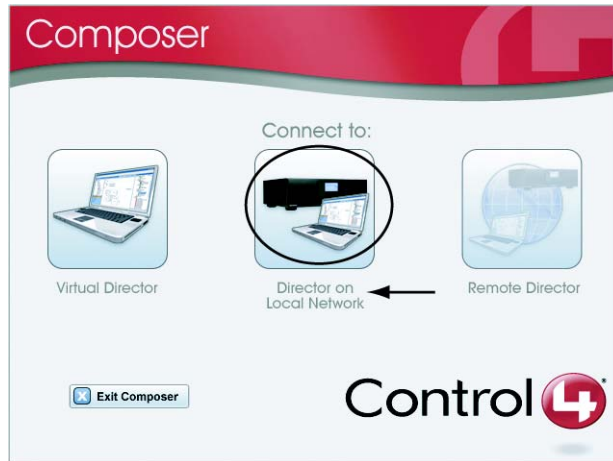 Composer
Connect to:
Virtual Director
Director on
Local Network
Remote Director
Exit Composer
Control4